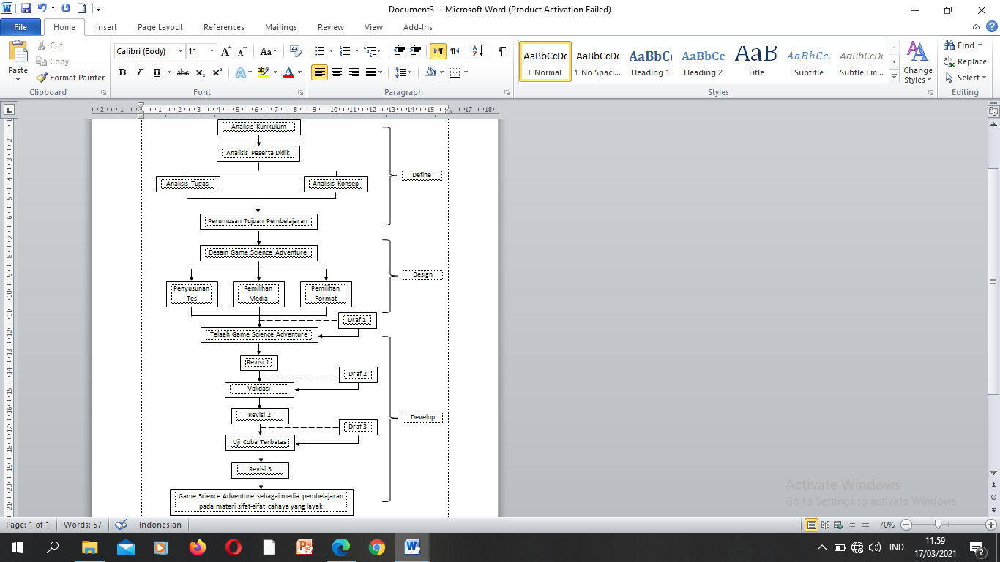 Document3 - Microsoft Word (Product Activation Failed)
File Home Insert Page Layout References Mailings Review View Add-Ins
Paste
Cut
Copy
Format Painter
Clipboard
Calibri (Body) 11
Font
Paragraph
AaBbCcDc AaBbCcDc AaBbCc AaBbCc AaB AaBbCc. AaBbCcDc
¶ Normal ¶ No Spaci... Heading 1 Heading 2 Title Subtitle Subtle Em...
Change
Styles
Styles
Find
Replace
Select
Editing
Analisis Kurikulum
Analisis Peserta Didik
Analisis Tugas
Analisis Konsep
Define
Perumusan Tujuan Pembelajaran
Desain Game Science Adventure
Design
Penyusunan
Tes
Pemilihan
Media
Pemilihan
Format
Draf 1
Telaah Game Science Adventure
Revisi 1
Draf 2
Validasi
Revisi 2
Develop
Draf 3
Uji Coba Terbatas
Revisi 3
Game Science Adventure sebagai media pembelajaran
pada materi sifat-sifat cahaya yang layak
Activate Windows
Go to Settings to activate Windows.
Page: 1 of 1 Words: 57 Indonesian 70%
IND
11.59
17/03/2021
2